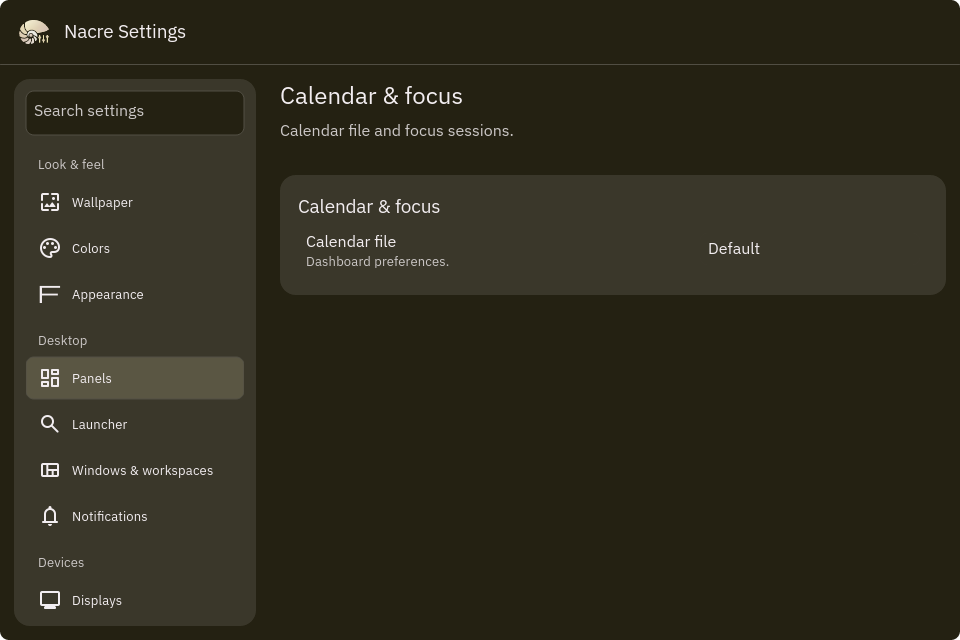 Nacre Settings
Search settings
Look & feel
Wallpaper
Colors
Appearance
Desktop
Panels
Launcher
Windows & workspaces
Notifications
Devices
Displays
Calendar & focus
Calendar file and focus sessions.
Calendar & focus
Calendar file
Dashboard preferences.
Default